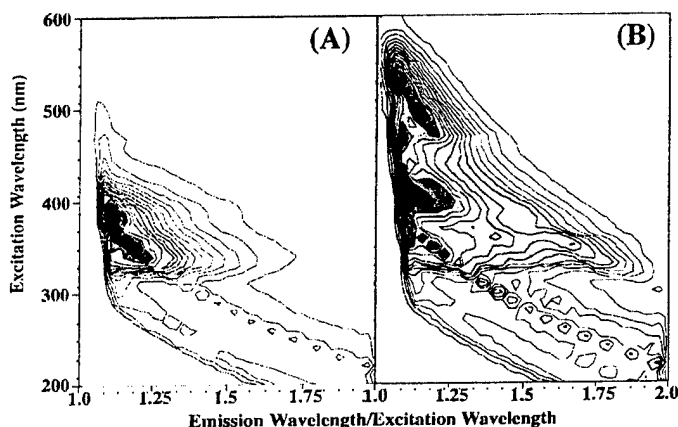 600
500
400
300
200
Excitation Wavelength (nm)
(A)
(B)
1.0 1.25 1.5 1.75 1.0 1.25 1.5 1.75 2.0
Emission Wavelength/Excitation Wavelength